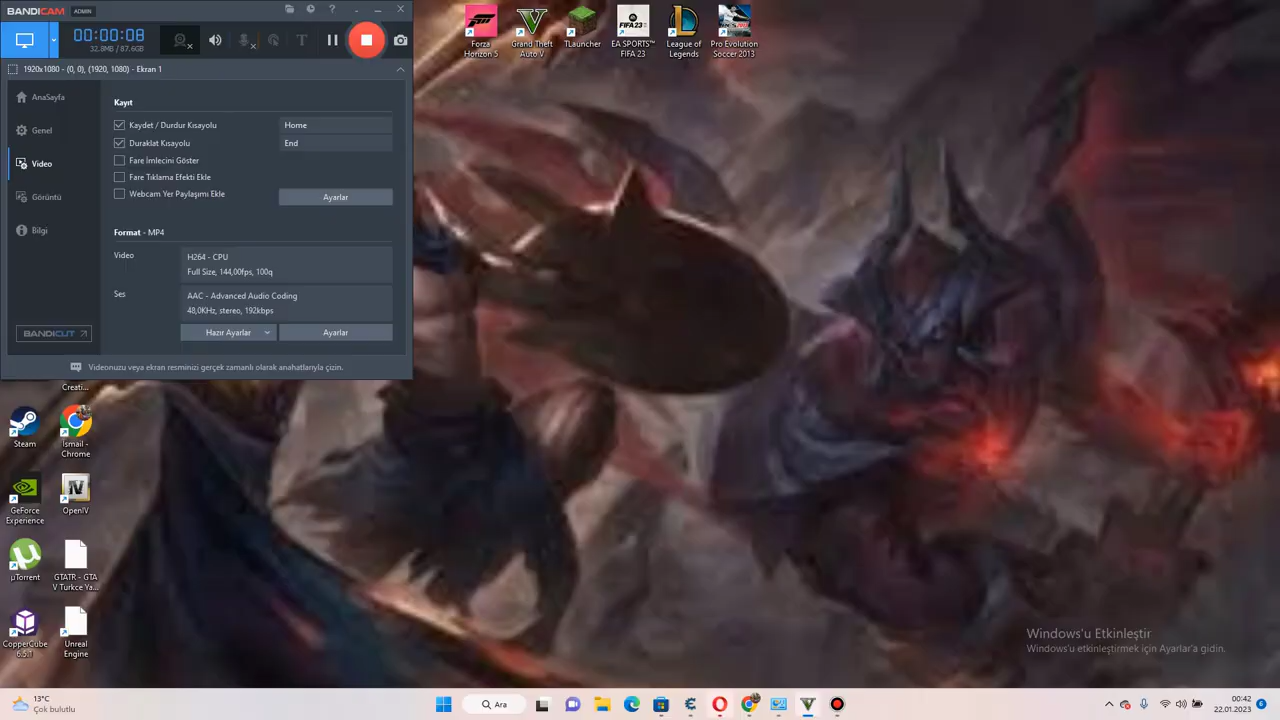 BANDICAM ADMIN
00:00:08
32.8MB / 87.6GB
1920x1080 - (0, 0), (1920, 1080) - Ekran 1
AnaSayfa
Genel
Video
Görüntü
Bilgi
BANDICUT
Kayıt
Kaydet / Durdur Kısayolu
Home
Duraklat Kısayolu
End
Fare İmlecini Göster
Fare Tıklama Efekti Ekle
Webcam Yer Paylaşımı Ekle
Ayarlar
Format - MP4
Video
H264 - CPU
Full Size, 144,00fps, 100q
Ses
AAC - Advanced Audio Coding
48,0KHz, stereo, 192kbps
Hazır Ayarlar
Ayarlar
Videonuzu veya ekran resminizi gerçek zamanlı olarak anahatlarıyla çizin.
Forza
Horizon 5
Grand Theft
Auto V
TLauncher
FIFA 23
EA SPORTS™
FIFA 23
League of
Legends
Pro Evolution
Soccer 2013
Creati...
Steam
Ismail -
Chrome
GeForce
Experience
IV
OpenIV
µTorrent
GTATR - GTA
V Turkce Ya...
CopperCube
6.5.1
Unreal
Engine
Windows'u Etkinleştir
Windows'u etkinleştirmek için Ayarlar'a gidin.
13°C
Çok bulutlu
Ara
00:42
22.01.2023